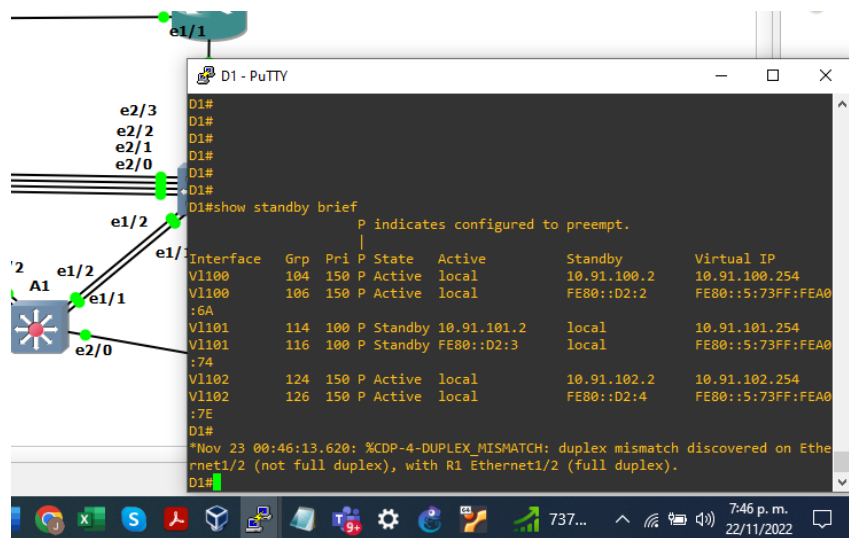 e1/1
D1 - PuTTY
e2/3
e2/2
e2/1
e2/0
e1/2
e1/1
'2
e1/2
A1
e1/1
e2/0
D1#
D1#
D1#
D1#
D1#
D1#
D1#show standby brief
P indicates configured to preempt.
|
Interface Grp Pri P State Active Standby Virtual IP
Vl100 104 150 P Active local 10.91.100.2 10.91.100.254
Vl100 106 150 P Active local FE80::D2:2 FE80::5:73FF:FEA0
:6A
Vl101 114 100 P Standby 10.91.101.2 local 10.91.101.254
Vl101 116 100 P Standby FE80::D2:3 local FE80::5:73FF:FEA0
:74
Vl102 124 150 P Active local 10.91.102.2 10.91.102.254
Vl102 126 150 P Active local FE80::D2:4 FE80::5:73FF:FEA0
:7E
D1#
*Nov 23 00:46:13.620: %CDP-4-DUPLEX_MISMATCH: duplex mismatch discovered on Ethe
rnet1/2 (not full duplex), with R1 Ethernet1/2 (full duplex).
D1#
9+
737...
7:46 p. m.
22/11/2022